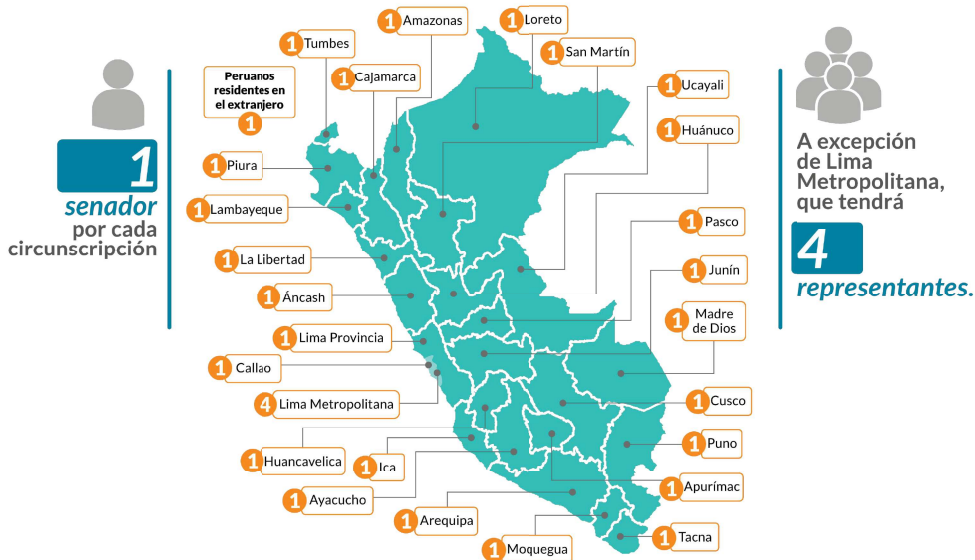 1
senador
por cada
circunscripción
1 Tumbes
1 Amazonas
1 Loreto
1 San Martín
1 Cajamarca
Peruanos
residentes en
el extranjero
1
1 Ucayali
1 Huánuco
1 Piura
1 Lambayeque
1 Pasco
1 La Libertad
1 Junín
1 Áncash
1 Madre
de Dios
1 Lima Provincia
1 Callao
4 Lima Metropolitana
1 Cusco
1 Puno
1 Huancavelica
1 Ica
1 Apurímac
1 Ayacucho
1 Arequipa
1 Moquegua
1 Tacna
A excepción
de Lima
Metropolitana,
que tendrá
4
representantes.